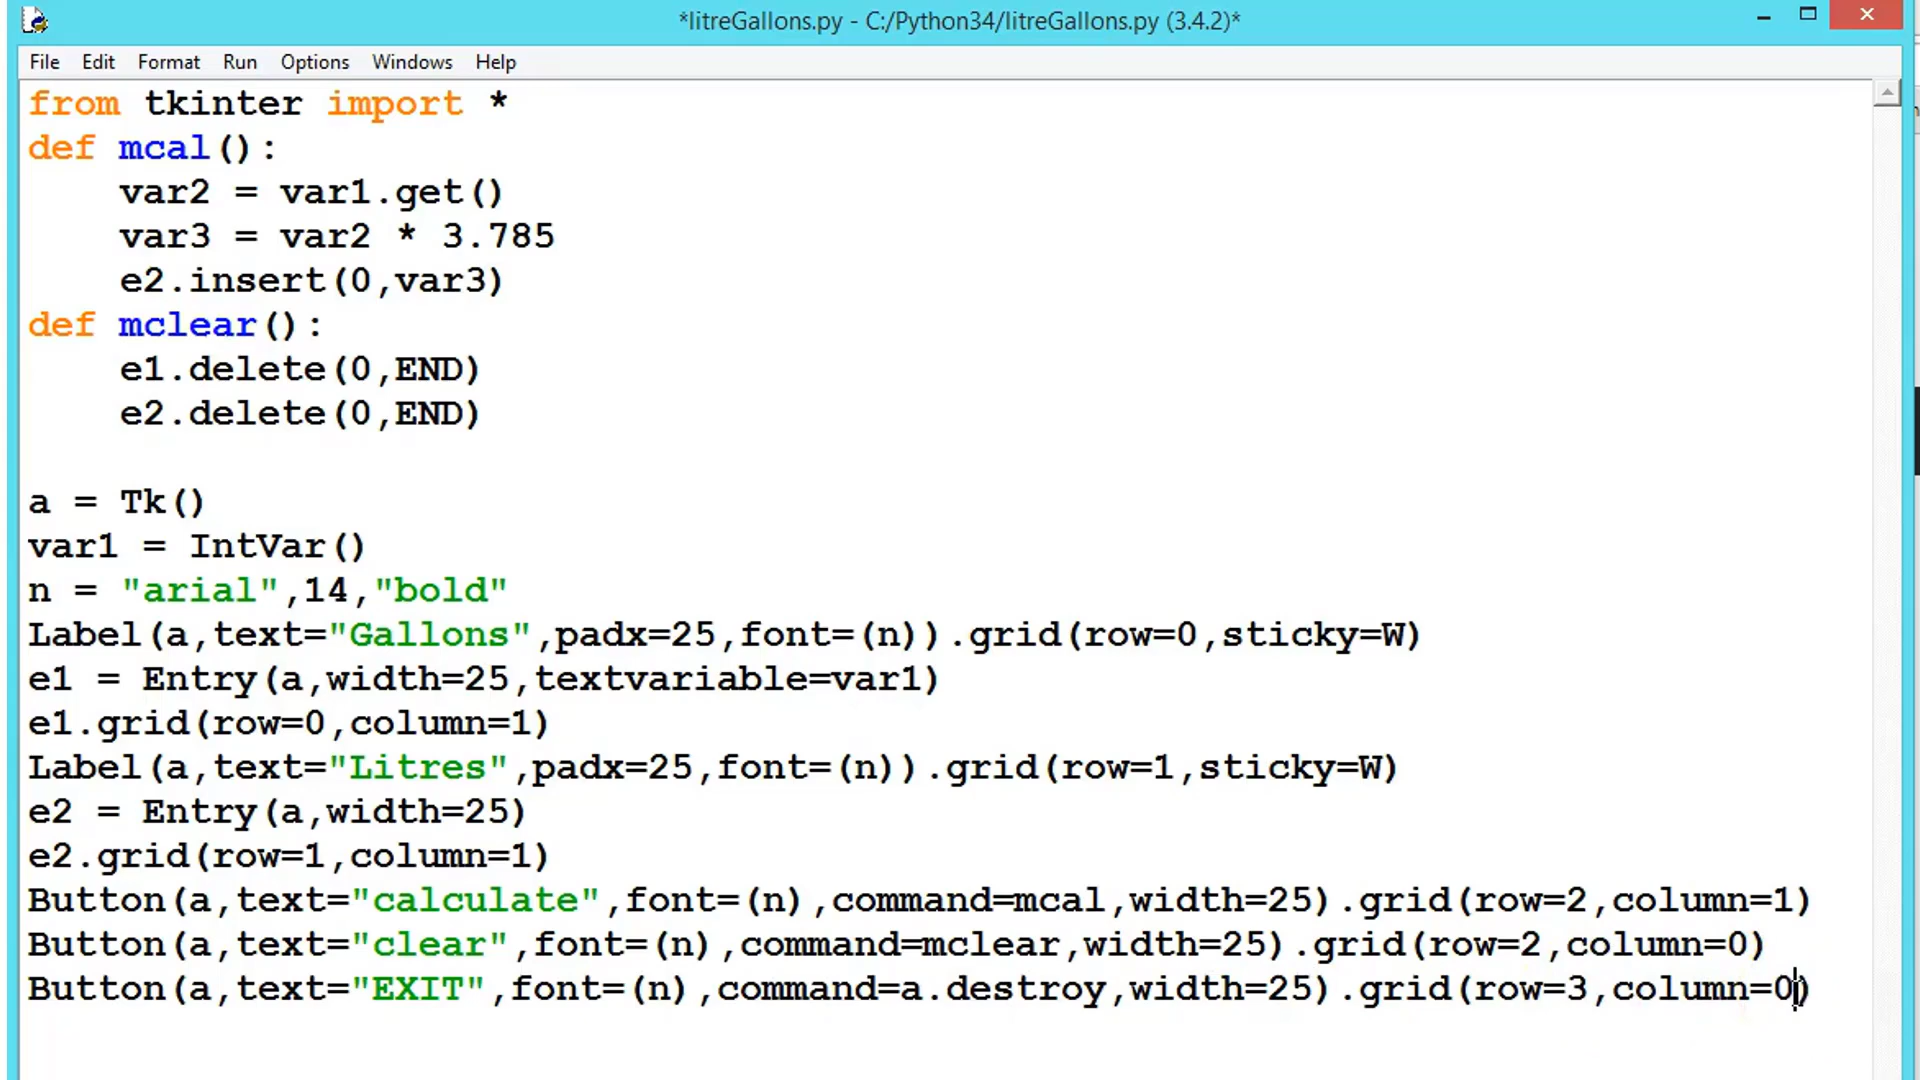 *litreGallons.py - C:/Python34/litreGallons.py (3.4.2)*
File Edit Format Run Options Windows Help
from tkinter import *
def mcal():
    var2 = var1.get()
    var3 = var2 * 3.785
    e2.insert(0,var3)
def mclear():
    e1.delete(0,END)
    e2.delete(0,END)

a = Tk()
var1 = IntVar()
n = "arial",14,"bold"
Label(a,text="Gallons",padx=25,font=(n)).grid(row=0,sticky=W)
e1 = Entry(a,width=25,textvariable=var1)
e1.grid(row=0,column=1)
Label(a,text="Litres",padx=25,font=(n)).grid(row=1,sticky=W)
e2 = Entry(a,width=25)
e2.grid(row=1,column=1)
Button(a,text="calculate",font=(n),command=mcal,width=25).grid(row=2,column=1)
Button(a,text="clear",font=(n),command=mclear,width=25).grid(row=2,column=0)
Button(a,text="EXIT",font=(n),command=a.destroy,width=25).grid(row=3,column=0)